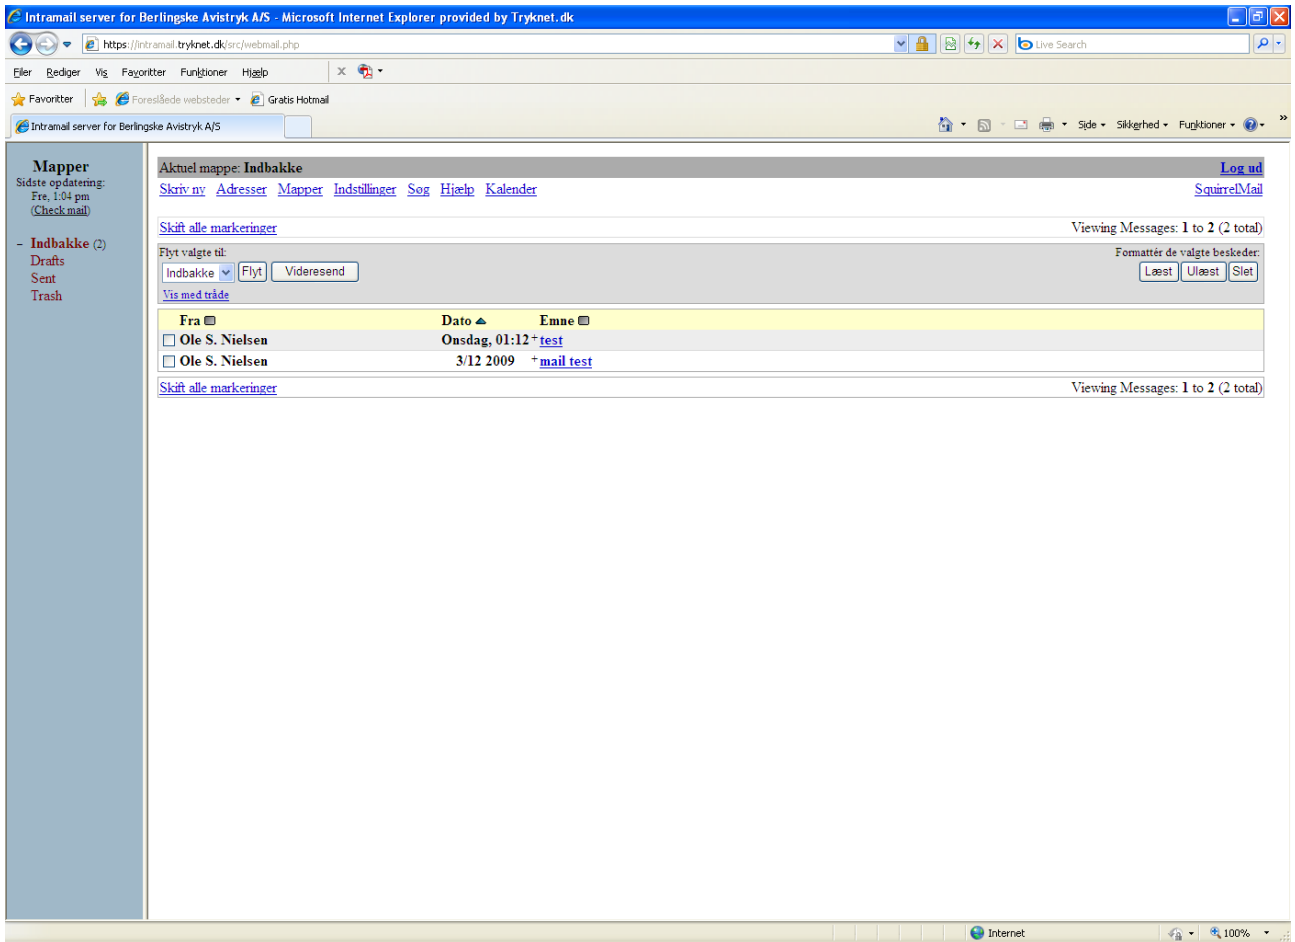 Intramail server for Berlingske Avistryk A/S - Microsoft Internet Explorer provided by Tryknet.dk
https://intramail.tryknet.dk/src/webmail.php
Live Search
Filer Rediger Vis Favoritter Funktioner Hjælp
Favoritter Foreslåede websteder Gratis Hotmail
Intramail server for Berlingske Avistryk A/S
Side Sikkerhed Funktioner
Mapper
Sidste opdatering:
Fre, 1:04 pm
(Check mail)
– Indbakke (2)
Drafts
Sent
Trash
Aktuel mappe: Indbakke Log ud
Skriv ny Adresser Mapper Indstillinger Søg Hjælp Kalender SquirrelMail
Skift alle markeringer Viewing Messages: 1 to 2 (2 total)
Flyt valgte til: Formattér de valgte beskeder:
Indbakke Flyt Videresend Læst Ulæst Slet
Vis med tråde
Fra Dato Emne
Ole S. Nielsen Onsdag, 01:12 + test
Ole S. Nielsen 3/12 2009 + mail test
Skift alle markeringer Viewing Messages: 1 to 2 (2 total)
Internet 100%